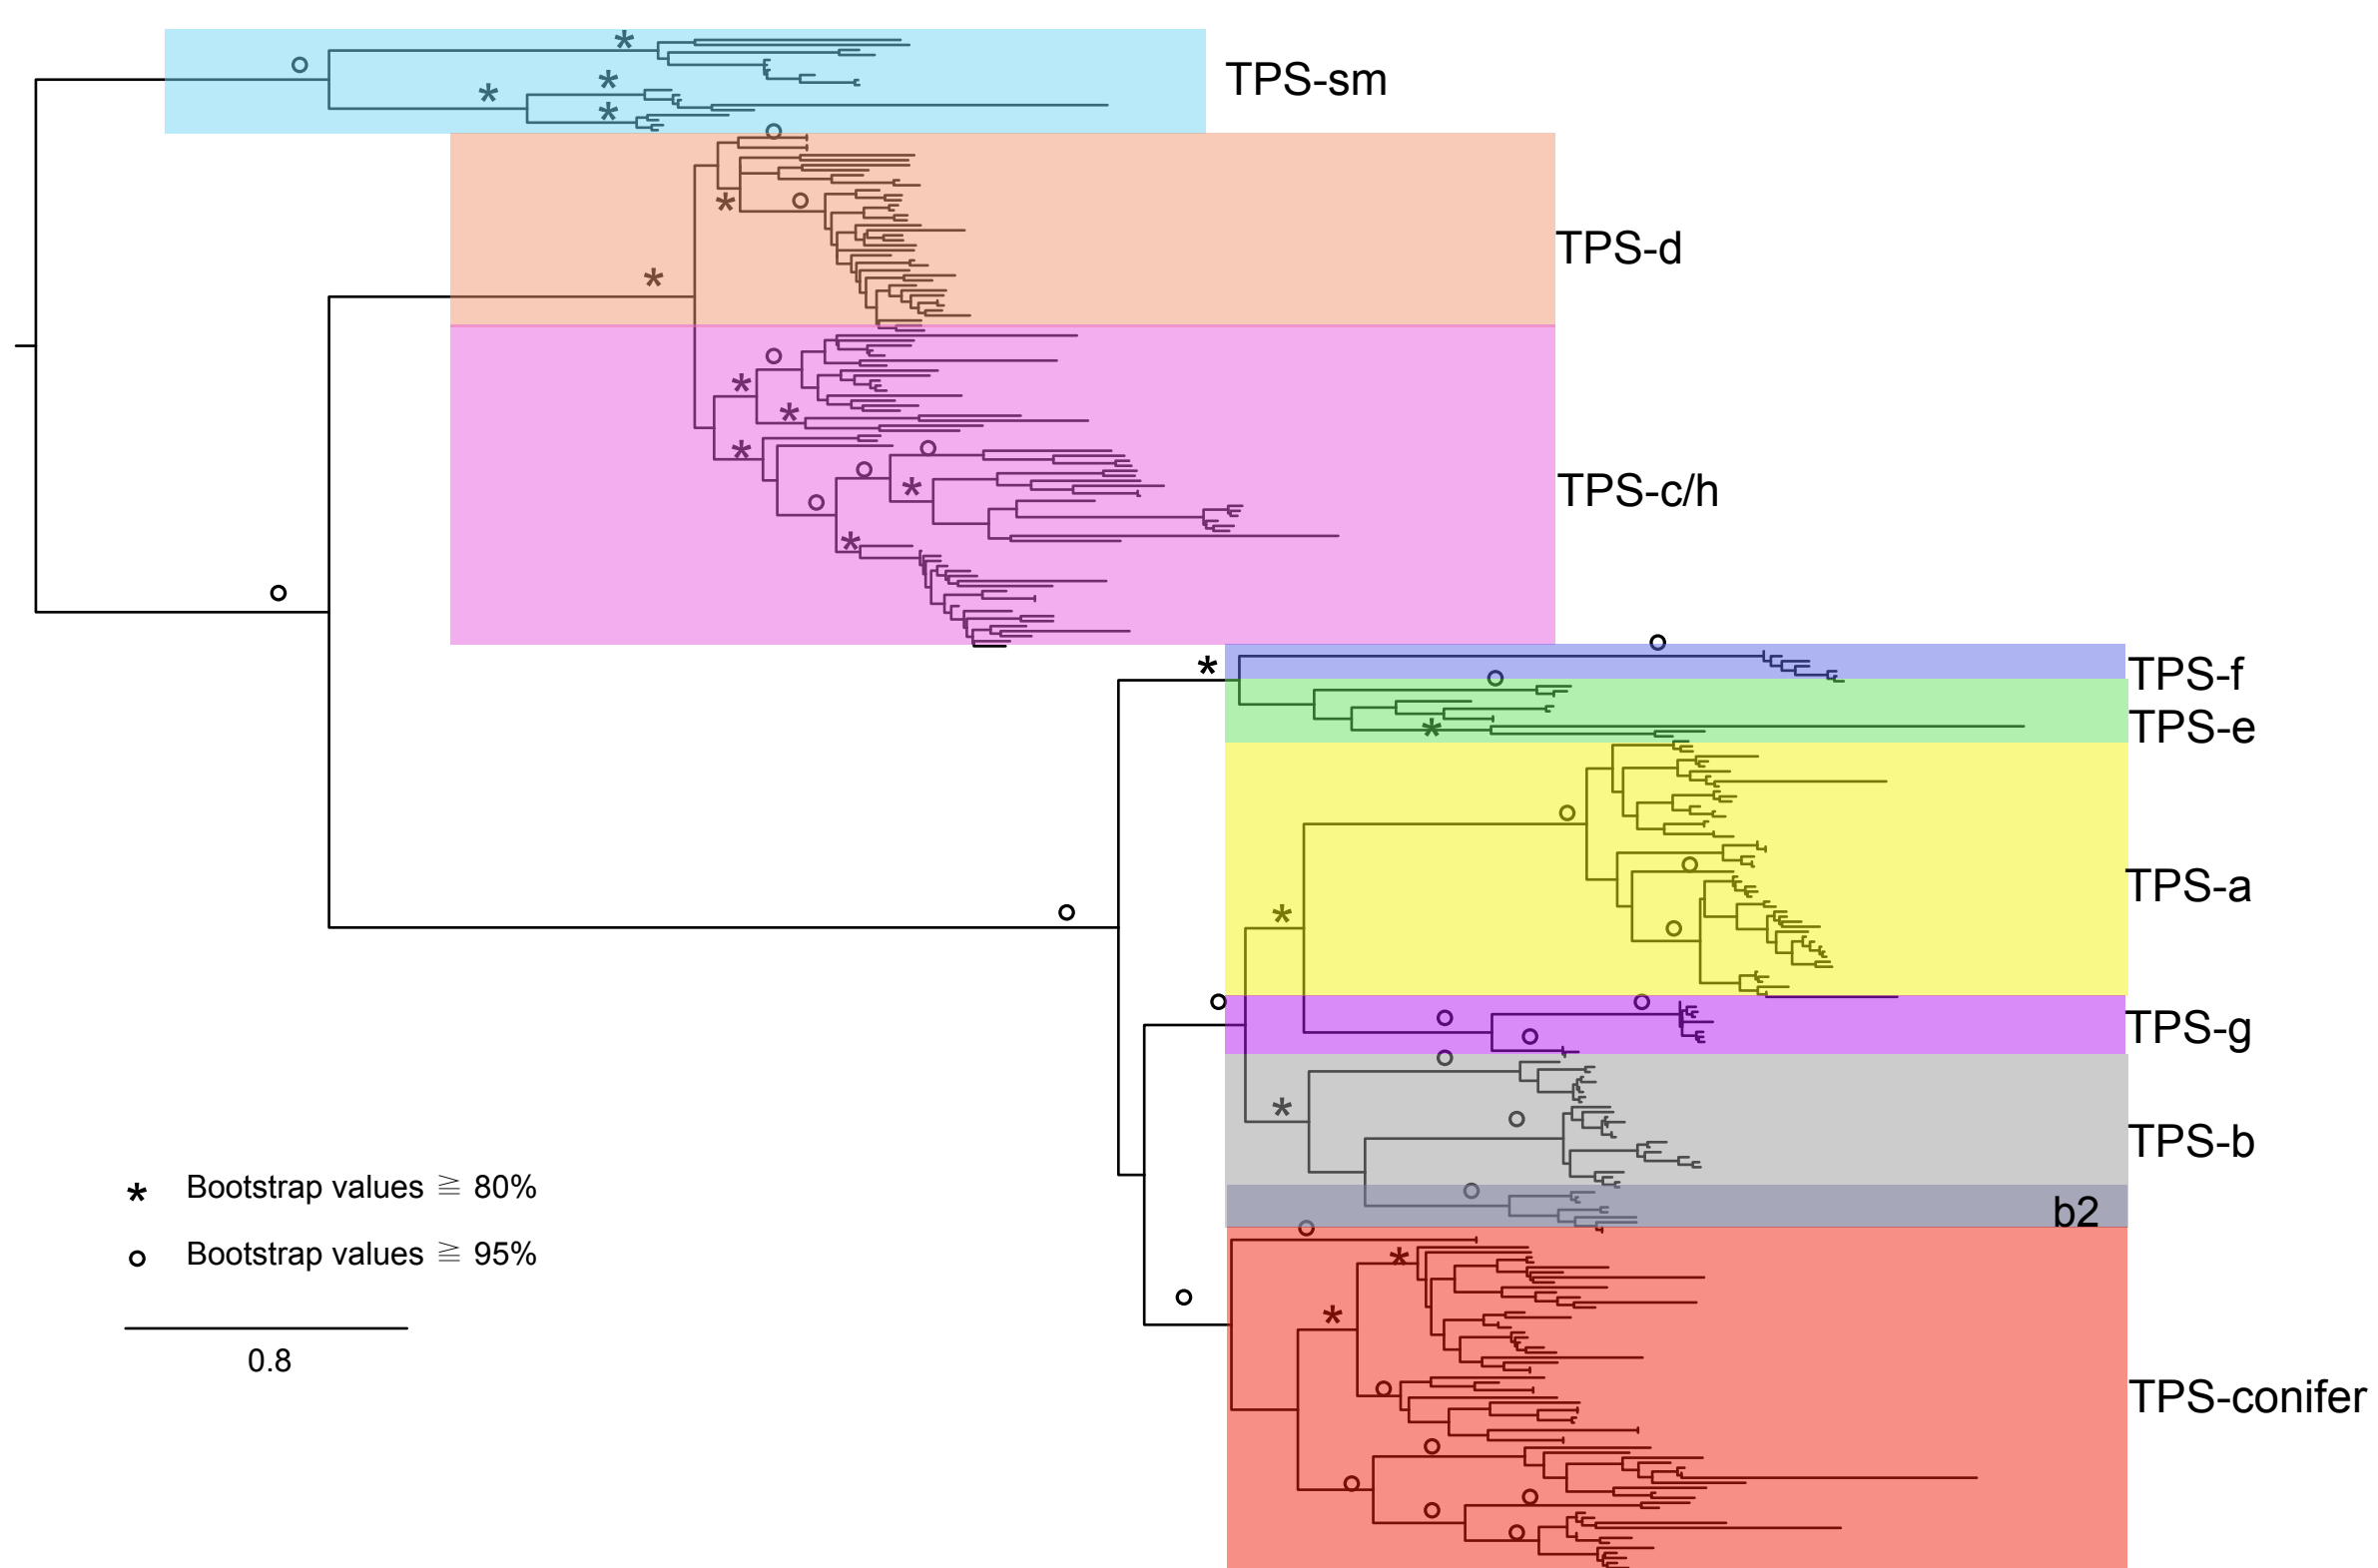 TPS-sm
TPS-d
TPS-c/h
TPS-f
TPS-e
TPS-a
TPS-g
TPS-b
b2
TPS-conifer
* Bootstrap values ≧ 80%
o Bootstrap values ≧ 95%
0.8